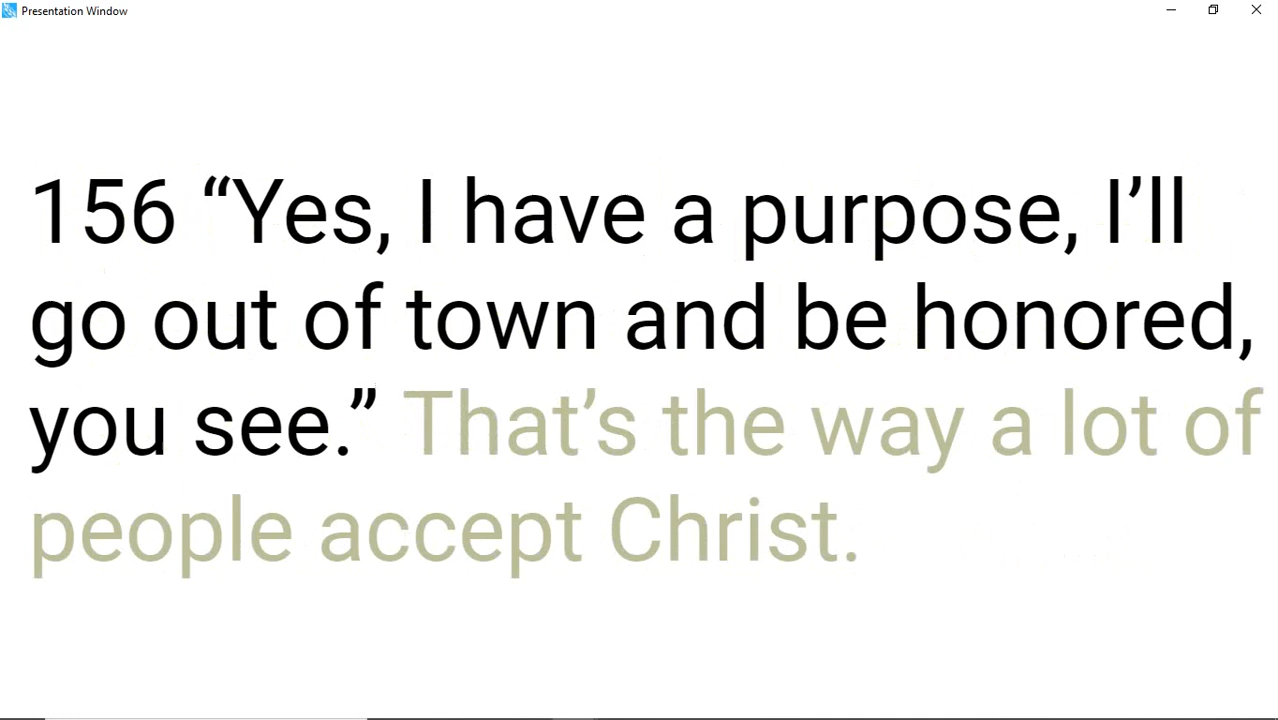 Presentation Window
156 “Yes, I have a purpose, I’ll
go out of town and be honored,
you see.” That’s the way a lot of
people accept Christ.